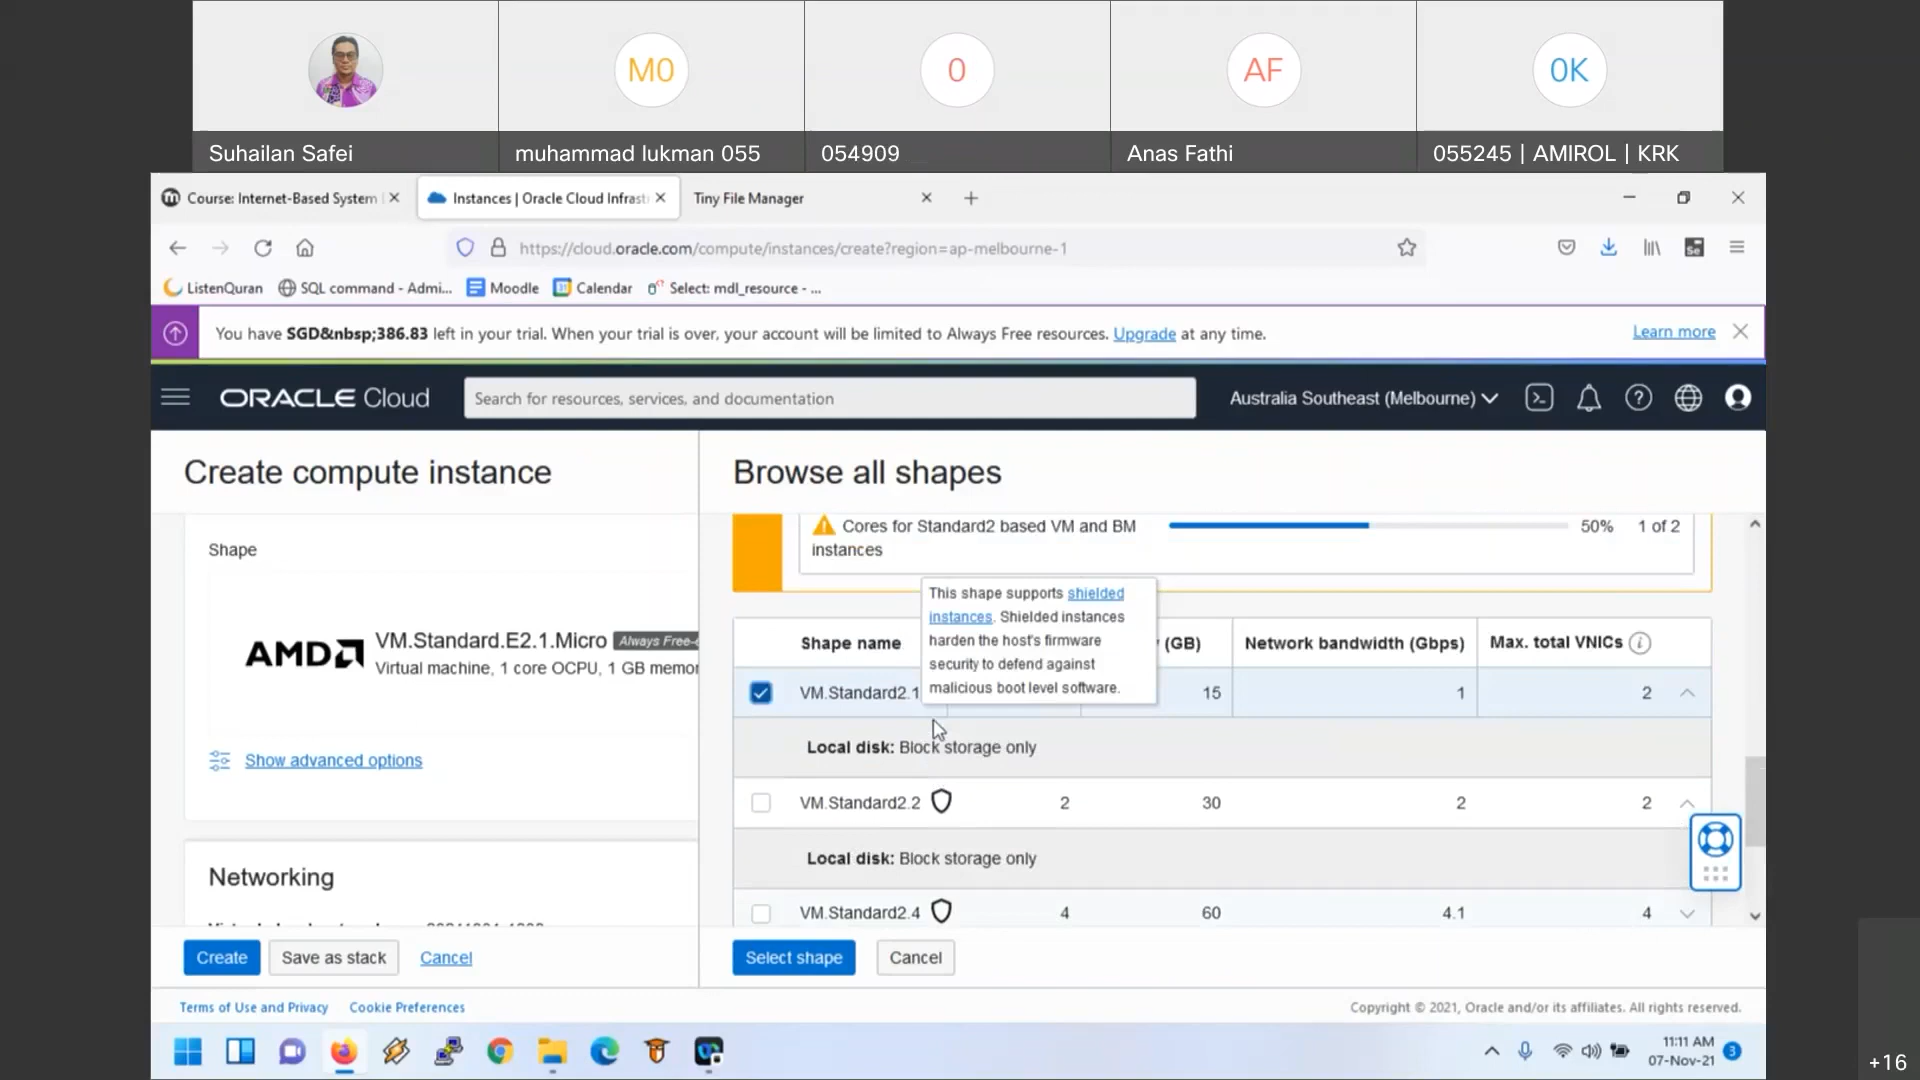 M0
0
AF
0K
Suhailan Safei
muhammad lukman 055
054909
Anas Fathi
055245 | AMIROL | KRK
Course: Internet-Based System
Instances | Oracle Cloud Infrast
Tiny File Manager
https://cloud.oracle.com/compute/instances/create?region=ap-melbourne-1
ListenQuran
SQL command - Admi...
Moodle
Calendar
Select: mdl_resource - ...
You have SGD&nbsp;386.83 left in your trial. When your trial is over, your account will be limited to Always Free resources. Upgrade at any time.
Learn more
ORACLE Cloud
Search for resources, services, and documentation
Australia Southeast (Melbourne)
Create compute instance
Browse all shapes
Shape
AMD
VM.Standard.E2.1.Micro
Always Free-e
Virtual machine, 1 core OCPU, 1 GB memor
Show advanced options
Networking
Cores for Standard2 based VM and BM
instances
50%
1 of 2
This shape supports shielded
instances. Shielded instances
harden the host's firmware
security to defend against
malicious boot level software.
Shape name
(GB)
Network bandwidth (Gbps)
Max. total VNICs
VM.Standard2.1
15
1
2
Local disk: Block storage only
VM.Standard2.2
2
30
2
2
Local disk: Block storage only
VM.Standard2.4
4
60
4.1
4
Create
Save as stack
Cancel
Select shape
Cancel
Terms of Use and Privacy
Cookie Preferences
Copyright © 2021, Oracle and/or its affiliates. All rights reserved.
11:11 AM
07-Nov-21
3
+16